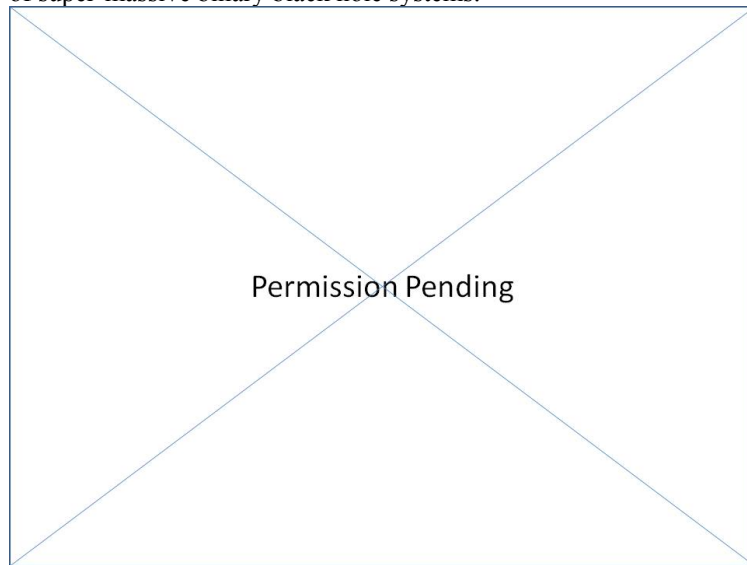 of super-massive binary black hole systems.
Permission Pending